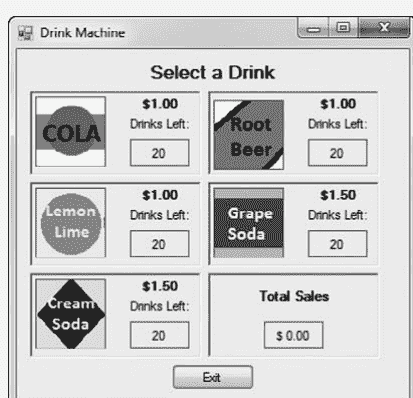 Drink Machine
Select a Drink
COLA
$1.00
Drinks Left:
20
Root
Beer
$1.00
Drinks Left:
20
Lemon
Lime
$1.00
Drinks Left:
20
Grape
Soda
$1.50
Drinks Left:
20
Cream
Soda
$1.50
Drinks Left:
20
Total Sales
$ 0.00
Exit